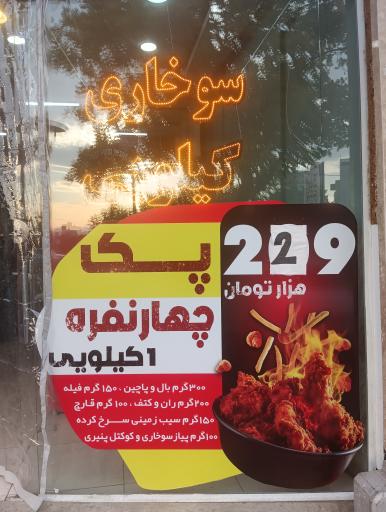 سوخاری
کیلویی
229
هزار تومان
پک
چهارنفره
1 کیلویی
۳۰۰گرم بال و پاچین ، ۱۵۰ گرم فیله
۲۰۰گرم ران و کتف ، ۱۰۰ گرم قارچ
۱۵۰گرم سیب زمینی سرخ کرده
۱۰۰گرم پیاز سوخاری و کوکتل پنیری